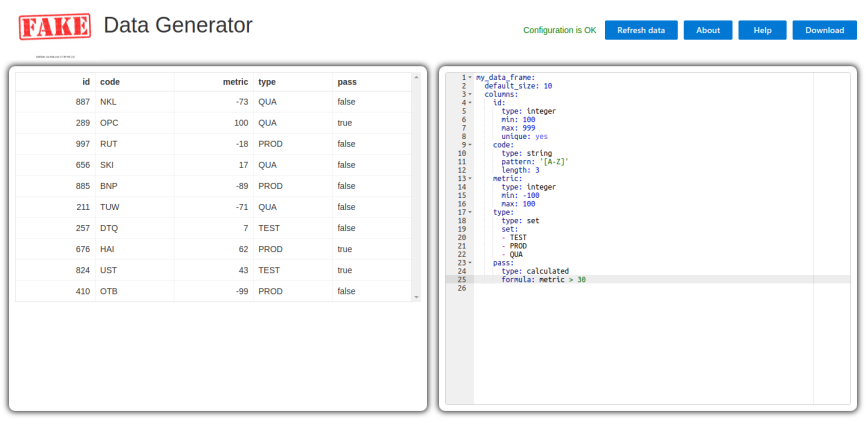 FAKE Data Generator
Configuration is OK Refresh data About Help Download
id code metric type pass
887 NKL -73 QUA false
289 OPC 100 QUA true
997 RUT -18 PROD false
656 SKI 17 QUA false
885 BNP -89 PROD false
211 TUW -71 QUA false
257 DTQ 7 TEST false
676 HAI 62 PROD true
824 UST 43 TEST true
410 OTB -99 PROD false
1 my_data_frame:
2 default_size: 10
3 columns:
4 id:
5 type: integer
6 min: 100
7 max: 999
8 unique: yes
9 code:
10 type: string
11 pattern: '[A-Z]'
12 length: 3
13 metric:
14 type: integer
15 min: -100
16 max: 100
17 type:
18 type: set
19 set:
20 - TEST
21 - PROD
22 - QUA
23 pass:
24 type: calculated
25 formula: metric > 30
26